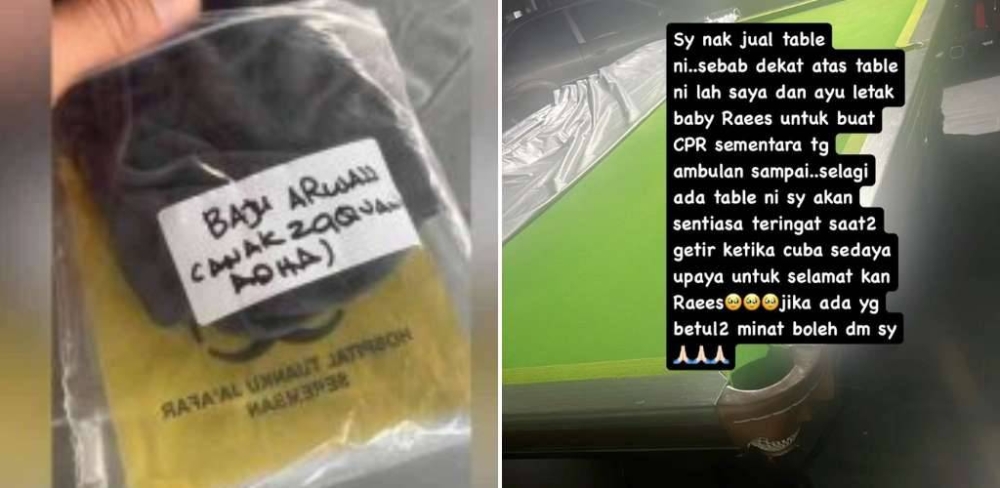 BAJU ARWAH
(ANAK ZAQUAN
ADHA)
HOSPITAL TUANKU JA'AFAR
SEREMBAN
Sy nak jual table
ni..sebab dekat atas table
ni lah saya dan ayu letak
baby Raees untuk buat
CPR sementara tg
ambulan sampai..selagi
ada table ni sy akan
sentiasa teringat saat2
getir ketika cuba sedaya
upaya untuk selamat kan
Raees🥺🥺🥺jika ada yg
betul2 minat boleh dm sy
🙏🏻🙏🏻🙏🏻